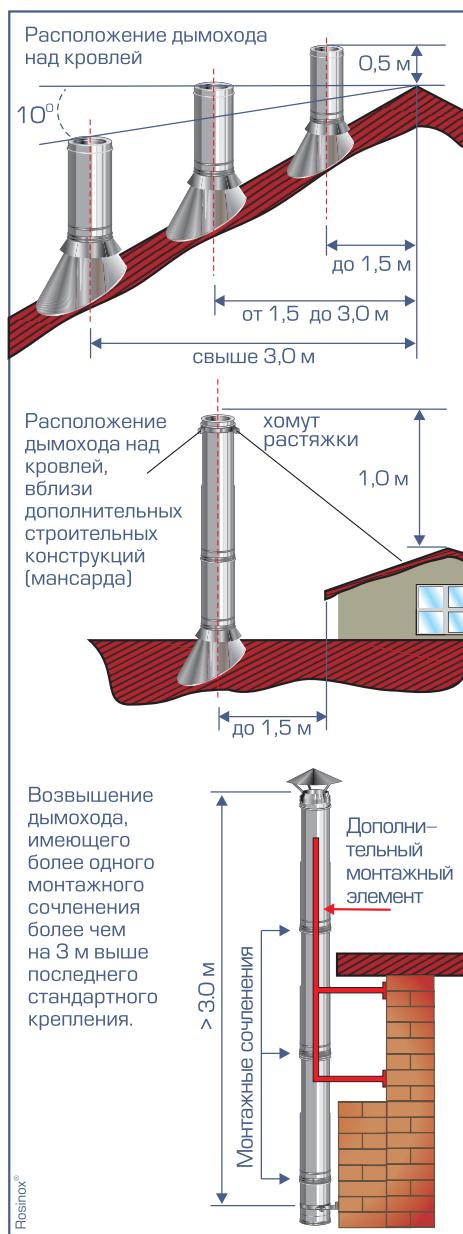 Расположение дымохода
над кровлей
0,5 м
10⁰
до 1,5 м
от 1,5 до 3,0 м
свыше 3,0 м
Расположение
дымохода над
кровлей,
вблизи
дополнительных
строительных
конструкций
(мансарда)
хомут
растяжки
1,0 м
до 1,5 м
Возвышение
дымохода,
имеющего
более одного
монтажного
сочленения
более чем
на 3 м выше
последнего
стандартного
крепления.
Дополни–
тельный
монтажный
элемент
> 3.0 м
Монтажные сочленения
Rosinox®